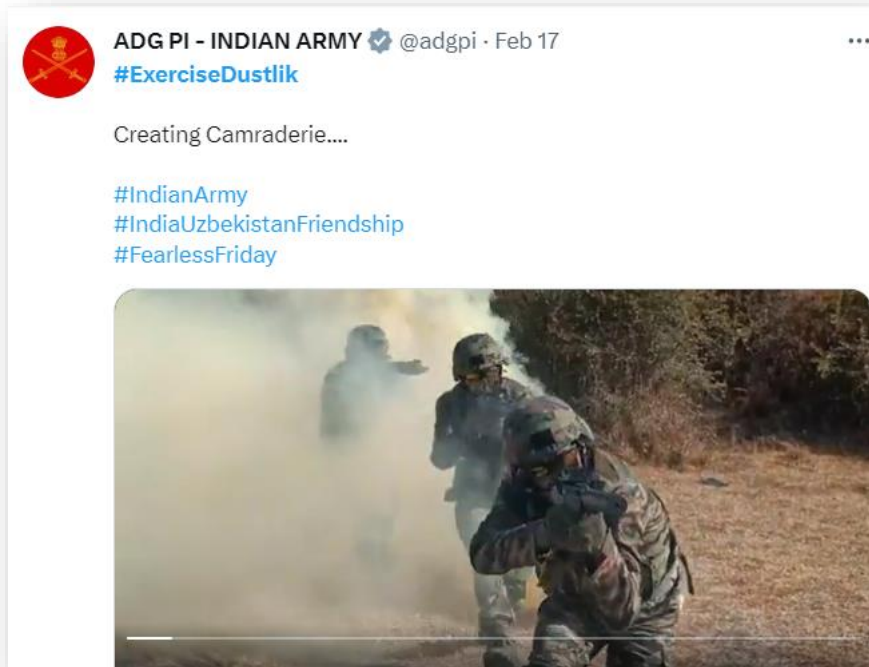 ADG PI - INDIAN ARMY @adgpi · Feb 17
#ExerciseDustlik
Creating Camraderie....
#IndianArmy
#IndiaUzbekistanFriendship
#FearlessFriday